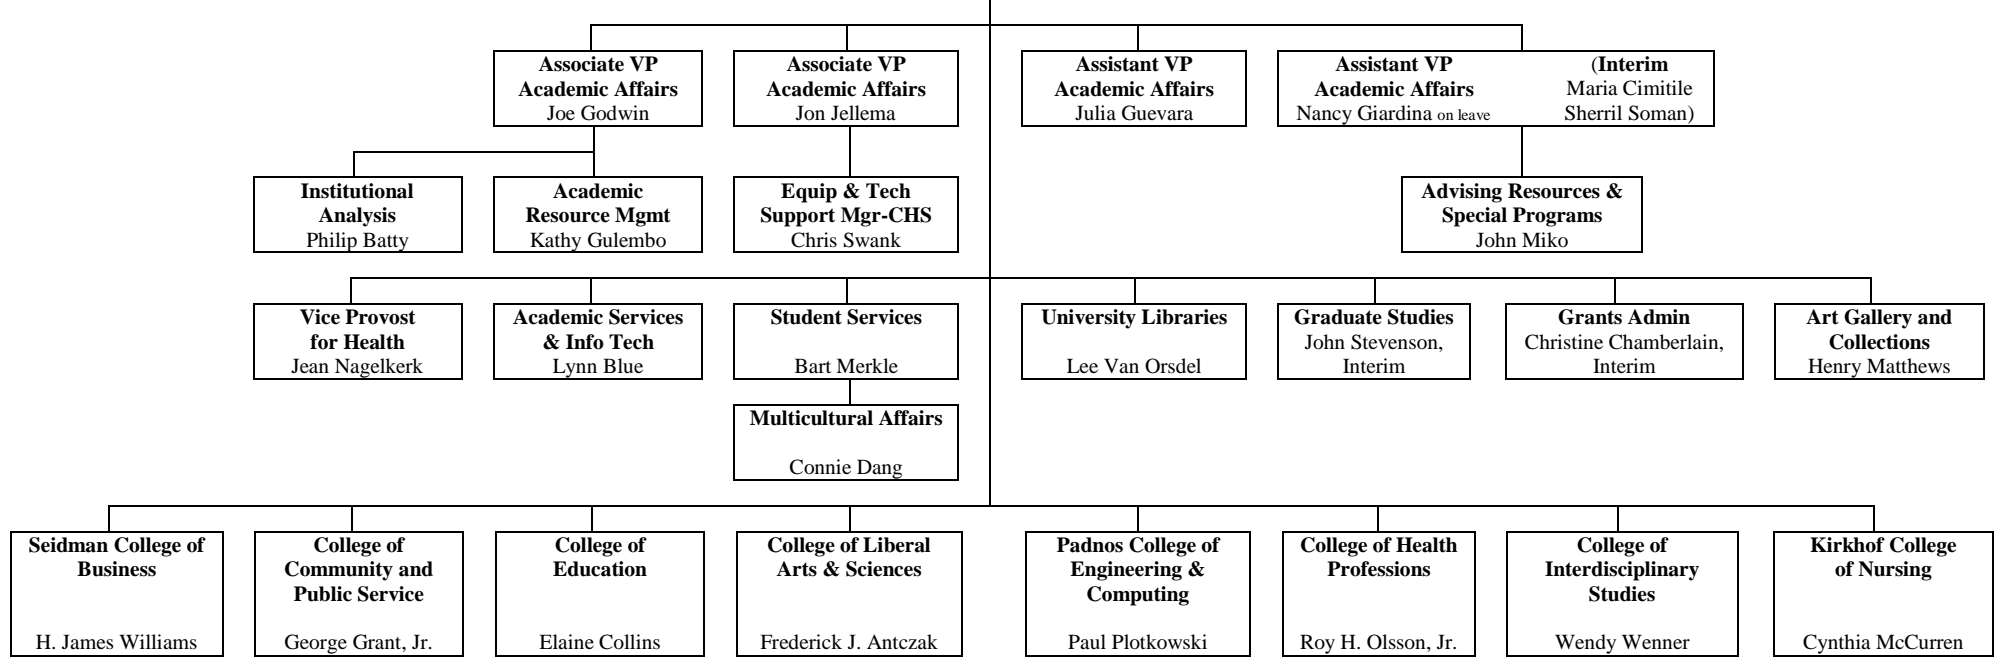 Associate VP
Academic Affairs
Joe Godwin
Associate VP
Academic Affairs
Jon Jellema
Assistant VP
Academic Affairs
Julia Guevara
Assistant VP
Academic Affairs
Nancy Giardina on leave
(Interim
Maria Cimitile
Sherril Soman)
Institutional
Analysis
Philip Batty
Academic
Resource Mgmt
Kathy Gulembo
Equip & Tech
Support Mgr-CHS
Chris Swank
Advising Resources &
Special Programs
John Miko
Vice Provost
for Health
Jean Nagelkerk
Academic Services
& Info Tech
Lynn Blue
Student Services
Bart Merkle
University Libraries
Lee Van Orsdel
Graduate Studies
John Stevenson,
Interim
Grants Admin
Christine Chamberlain,
Interim
Art Gallery and
Collections
Henry Matthews
Multicultural Affairs
Connie Dang
Seidman College of
Business
H. James Williams
College of
Community and
Public Service
George Grant, Jr.
College of
Education
Elaine Collins
College of Liberal
Arts & Sciences
Frederick J. Antczak
Padnos College of
Engineering &
Computing
Paul Plotkowski
College of Health
Professions
Roy H. Olsson, Jr.
College of
Interdisciplinary
Studies
Wendy Wenner
Kirkhof College
of Nursing
Cynthia McCurren